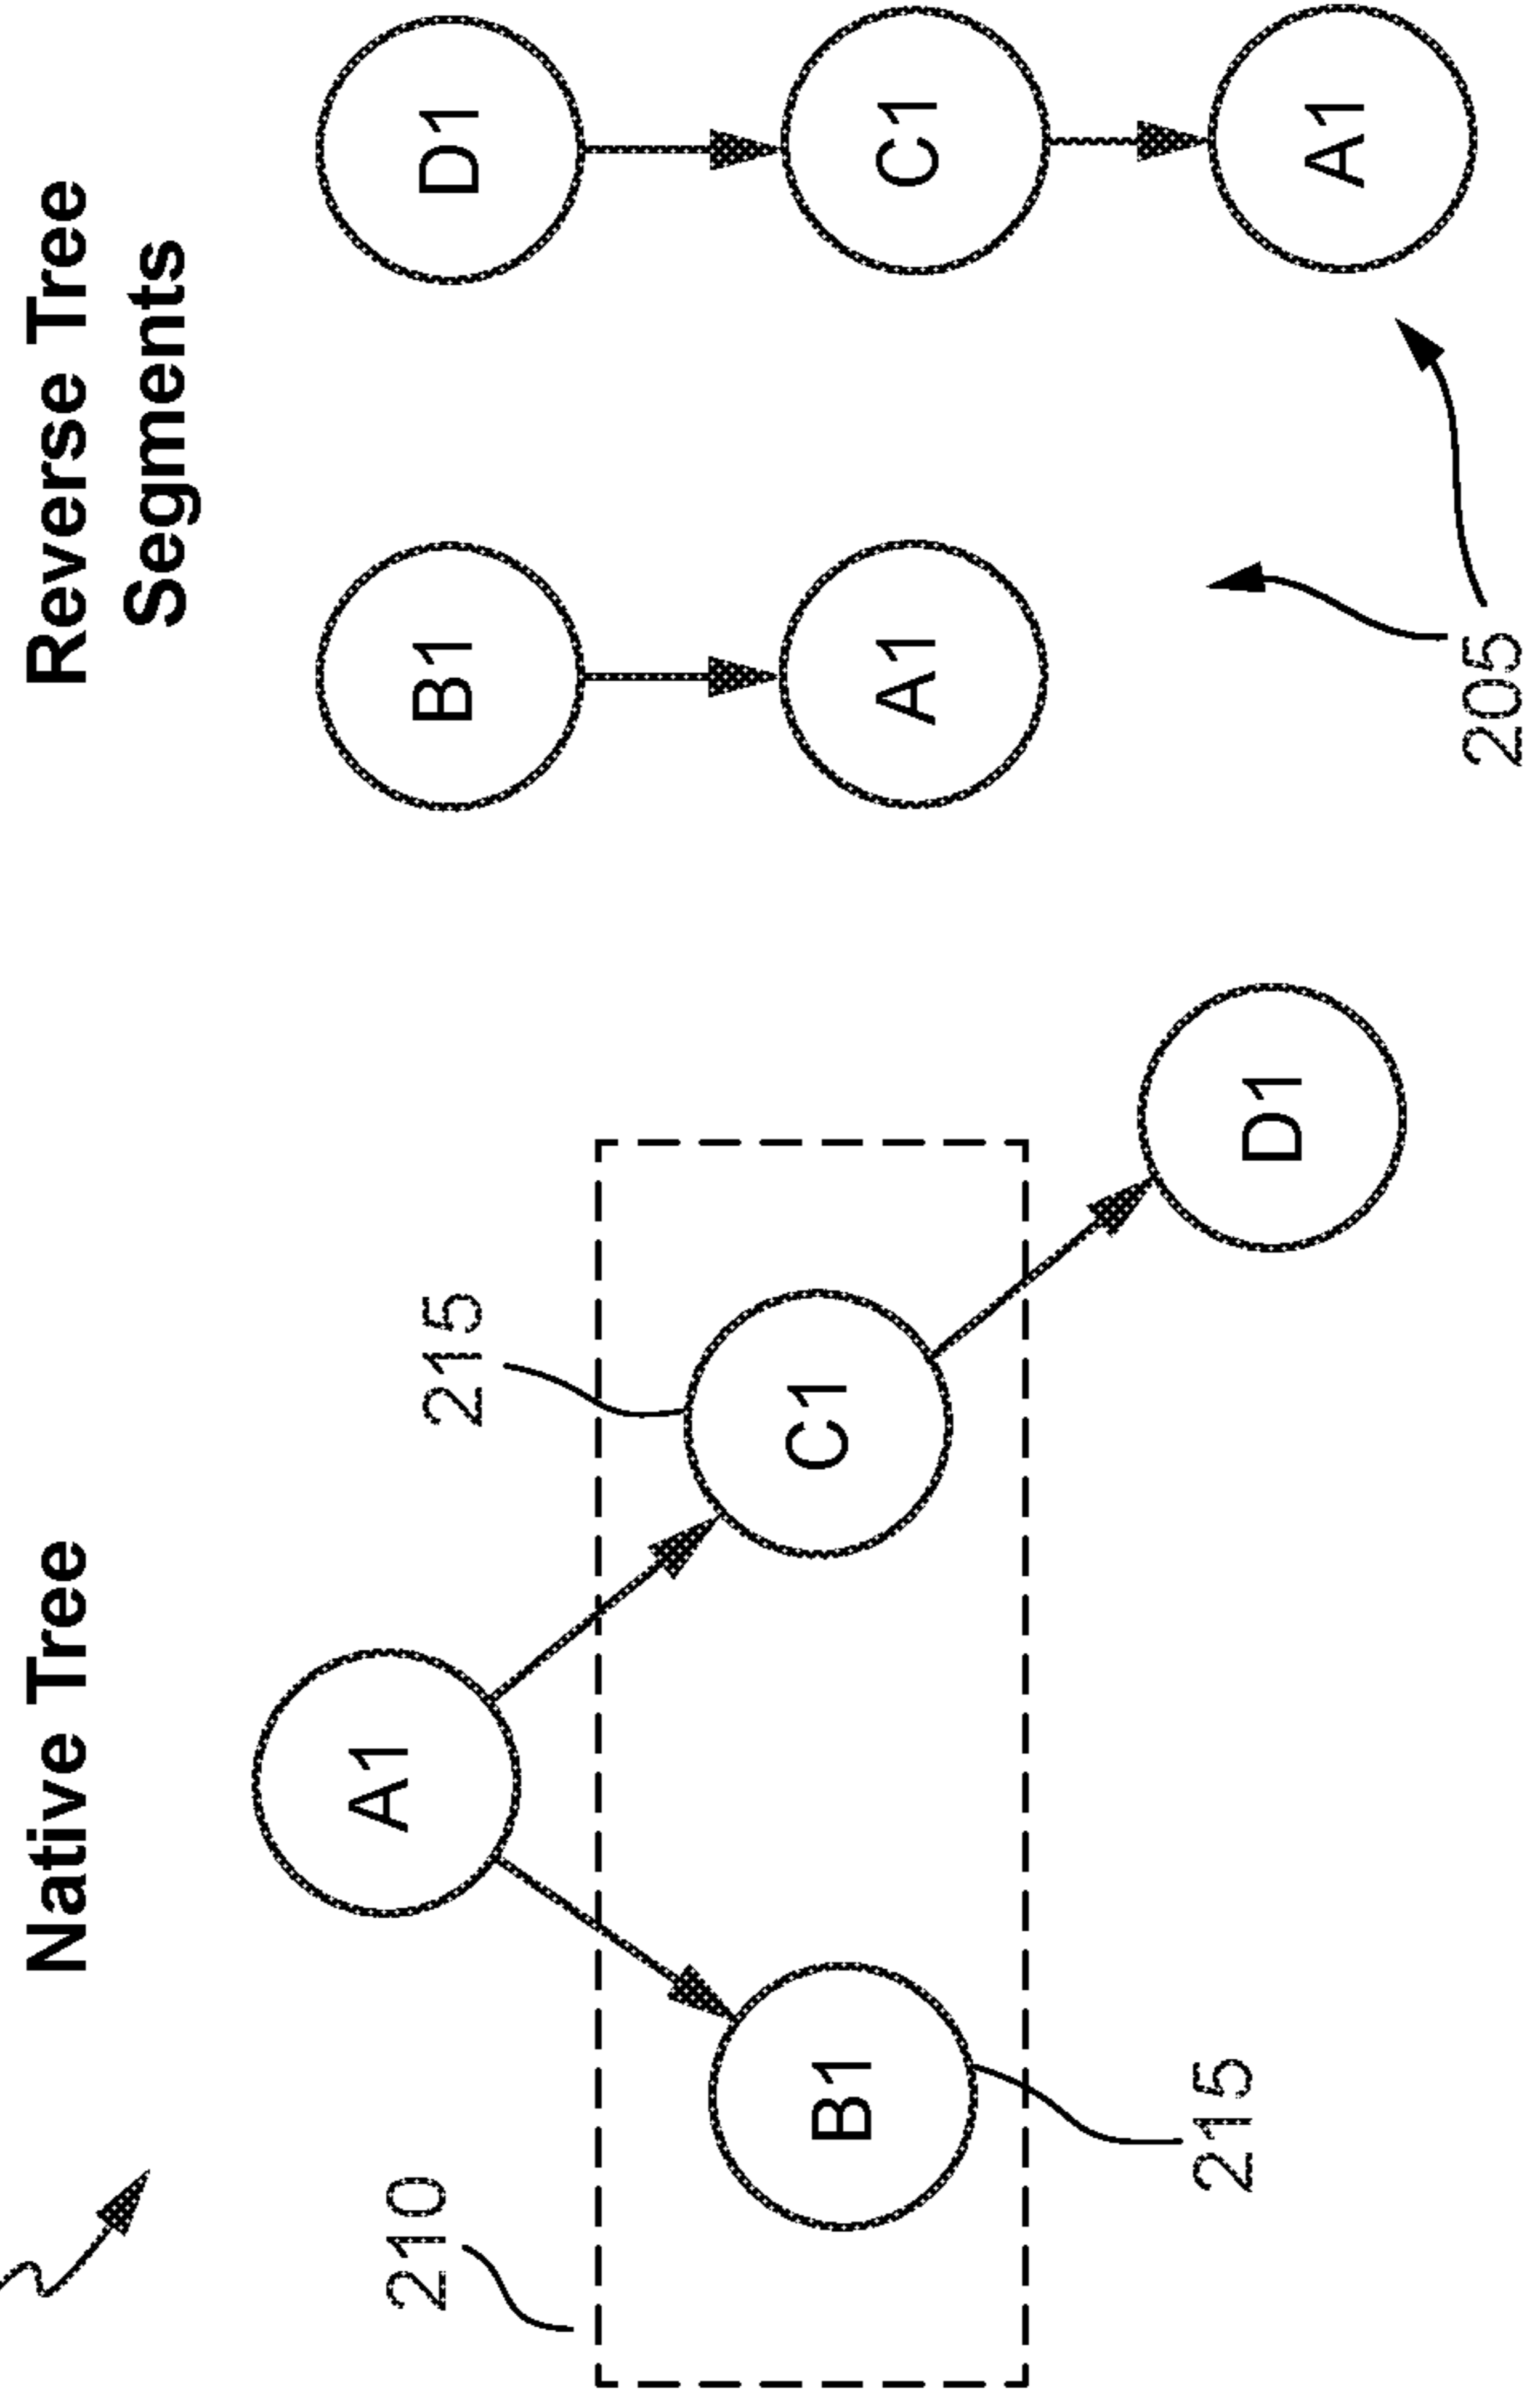 Native Tree
Reverse Tree
Segments
A1
210
215
B1
C1
215
D1
B1
A1
D1
C1
A1
205